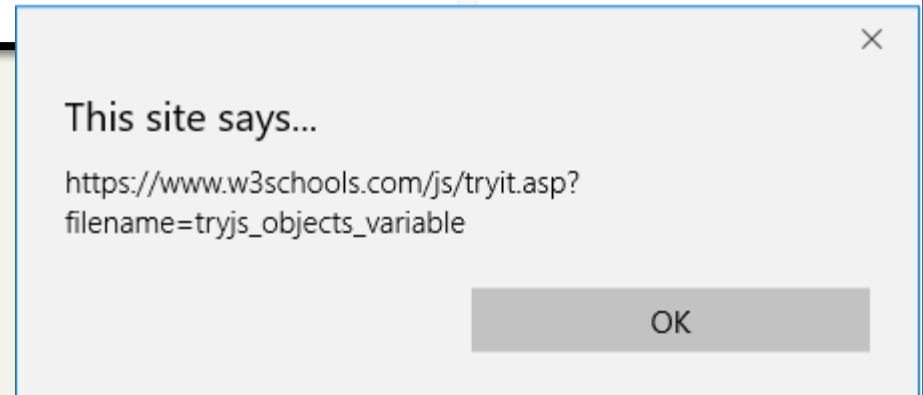 This site says...
https://www.w3schools.com/js/tryit.asp?
filename=tryjs_objects_variable
OK